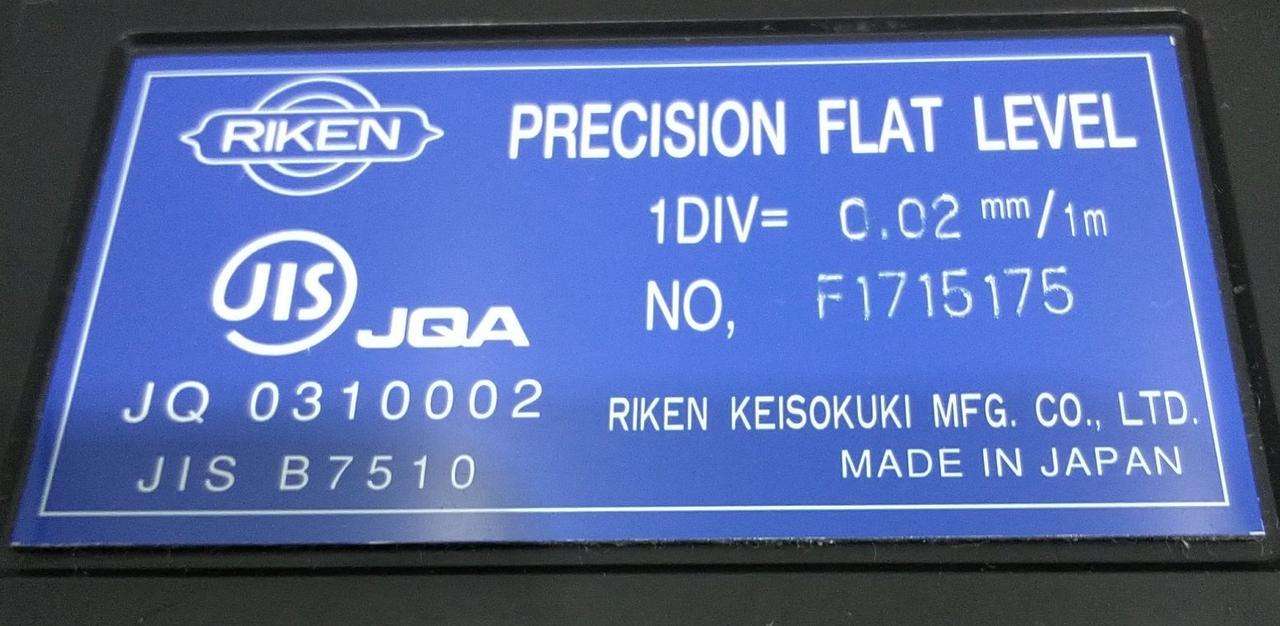 RIKEN
PRECISION FLAT LEVEL
1DIV= 0.02 mm/1m
NO, F1715175
JIS JQA
JQ 0310002
JIS B7510
RIKEN KEISOKUKI MFG. CO., LTD.
MADE IN JAPAN